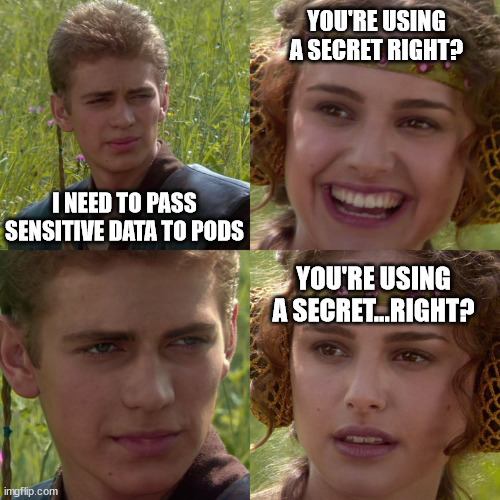 YOU'RE USING
A SECRET RIGHT?
I NEED TO PASS
SENSITIVE DATA TO PODS
YOU'RE USING
A SECRET...RIGHT?
imgflip.com